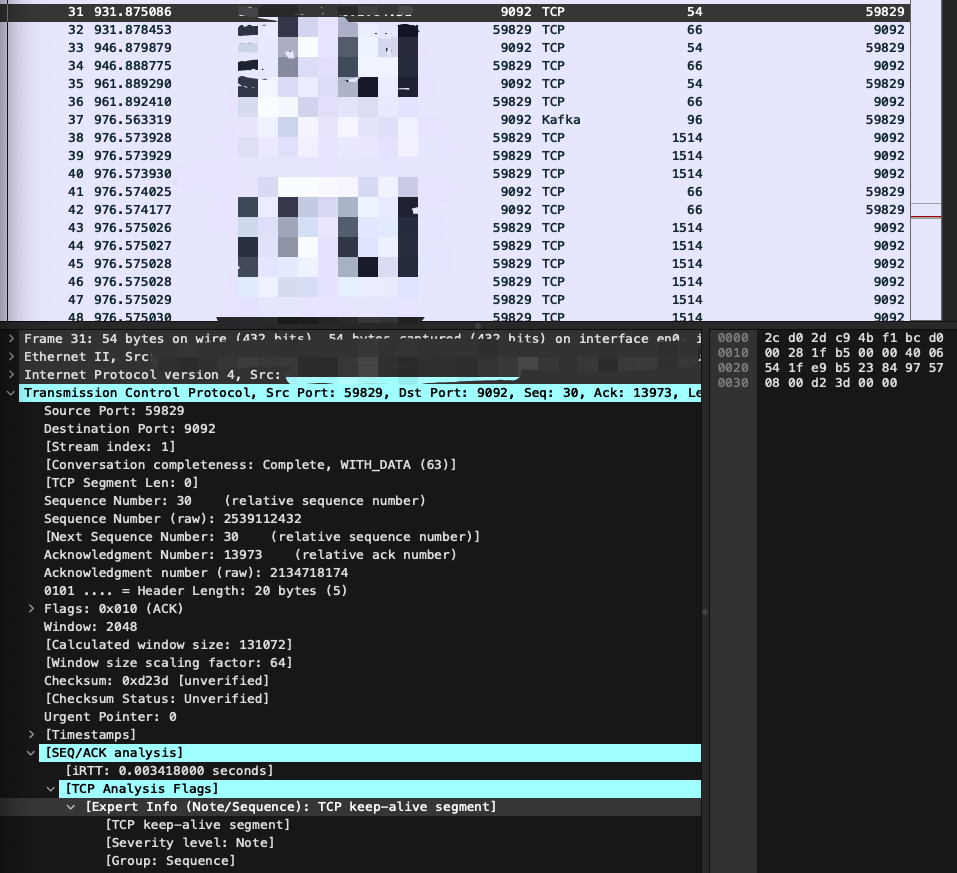 31 931.875086 9092 TCP 54 59829
32 931.878453 59829 TCP 66 9092
33 946.879879 9092 TCP 54 59829
34 946.888775 59829 TCP 66 9092
35 961.889290 9092 TCP 54 59829
36 961.892410 59829 TCP 66 9092
37 976.563319 9092 Kafka 96 59829
38 976.573928 59829 TCP 1514 9092
39 976.573929 59829 TCP 1514 9092
40 976.573930 59829 TCP 1514 9092
41 976.574025 9092 TCP 66 59829
42 976.574177 9092 TCP 66 59829
43 976.575026 59829 TCP 1514 9092
44 976.575027 59829 TCP 1514 9092
45 976.575028 59829 TCP 1514 9092
46 976.575028 59829 TCP 1514 9092
47 976.575029 59829 TCP 1514 9092
48 976.575030 59829 TCP 1514 9092
Frame 31: 54 bytes on wire (432 bits), 54 bytes captured (432 bits) on interface en0, i
Ethernet II, Src:
Internet Protocol Version 4, Src:
Transmission Control Protocol, Src Port: 59829, Dst Port: 9092, Seq: 30, Ack: 13973, Le
Source Port: 59829
Destination Port: 9092
[Stream index: 1]
[Conversation completeness: Complete, WITH_DATA (63)]
[TCP Segment Len: 0]
Sequence Number: 30    (relative sequence number)
Sequence Number (raw): 2539112432
[Next Sequence Number: 30    (relative sequence number)]
Acknowledgment Number: 13973    (relative ack number)
Acknowledgment number (raw): 2134718174
0101 .... = Header Length: 20 bytes (5)
Flags: 0x010 (ACK)
Window: 2048
[Calculated window size: 131072]
[Window size scaling factor: 64]
Checksum: 0xd23d [unverified]
[Checksum Status: Unverified]
Urgent Pointer: 0
[Timestamps]
[SEQ/ACK analysis]
[iRTT: 0.003418000 seconds]
[TCP Analysis Flags]
[Expert Info (Note/Sequence): TCP keep-alive segment]
[TCP keep-alive segment]
[Severity level: Note]
[Group: Sequence]
0000 2c d0 2d c9 4b f1 bc d0
0010 00 28 1f b5 00 00 40 06
0020 54 1f e9 b5 23 84 97 57
0030 08 00 d2 3d 00 00